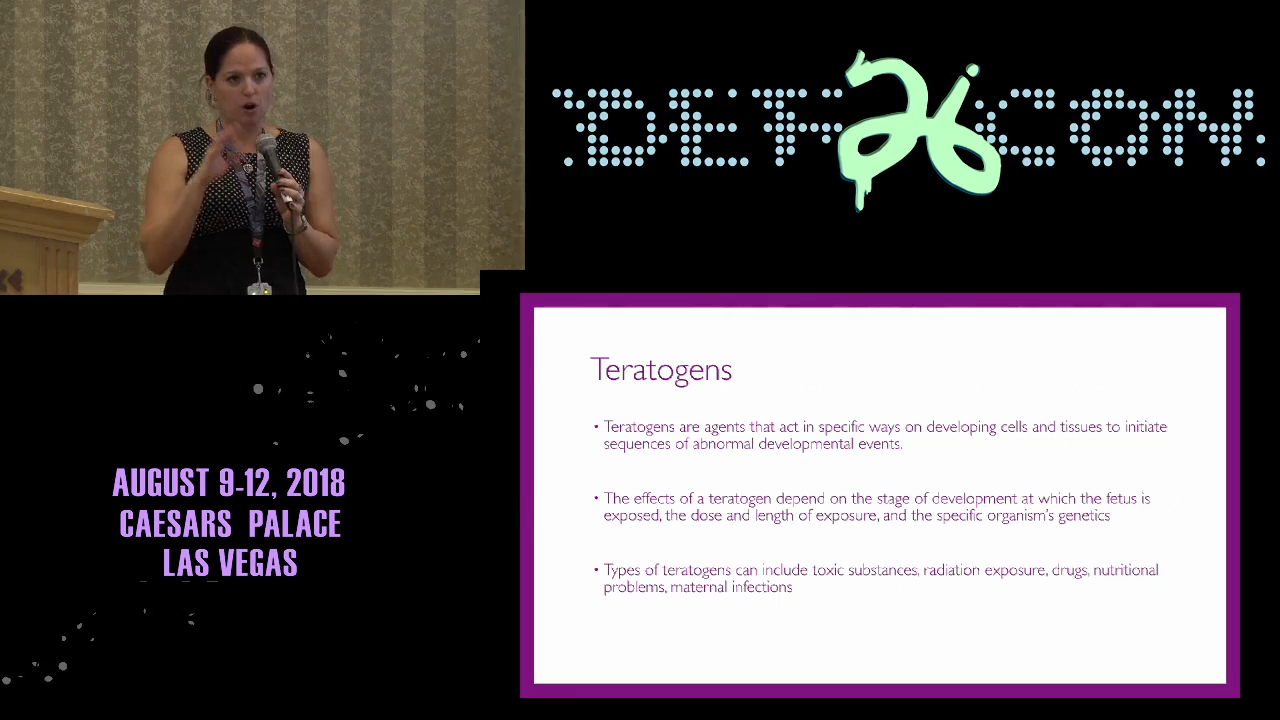 DEF 26 CON
Teratogens
• Teratogens are agents that act in specific ways on developing cells and tissues to initiate
sequences of abnormal developmental events.
• The effects of a teratogen depend on the stage of development at which the fetus is
exposed, the dose and length of exposure, and the specific organism's genetics
• Types of teratogens can include toxic substances, radiation exposure, drugs, nutritional
problems, maternal infections
AUGUST 9-12, 2018
CAESARS PALACE
LAS VEGAS